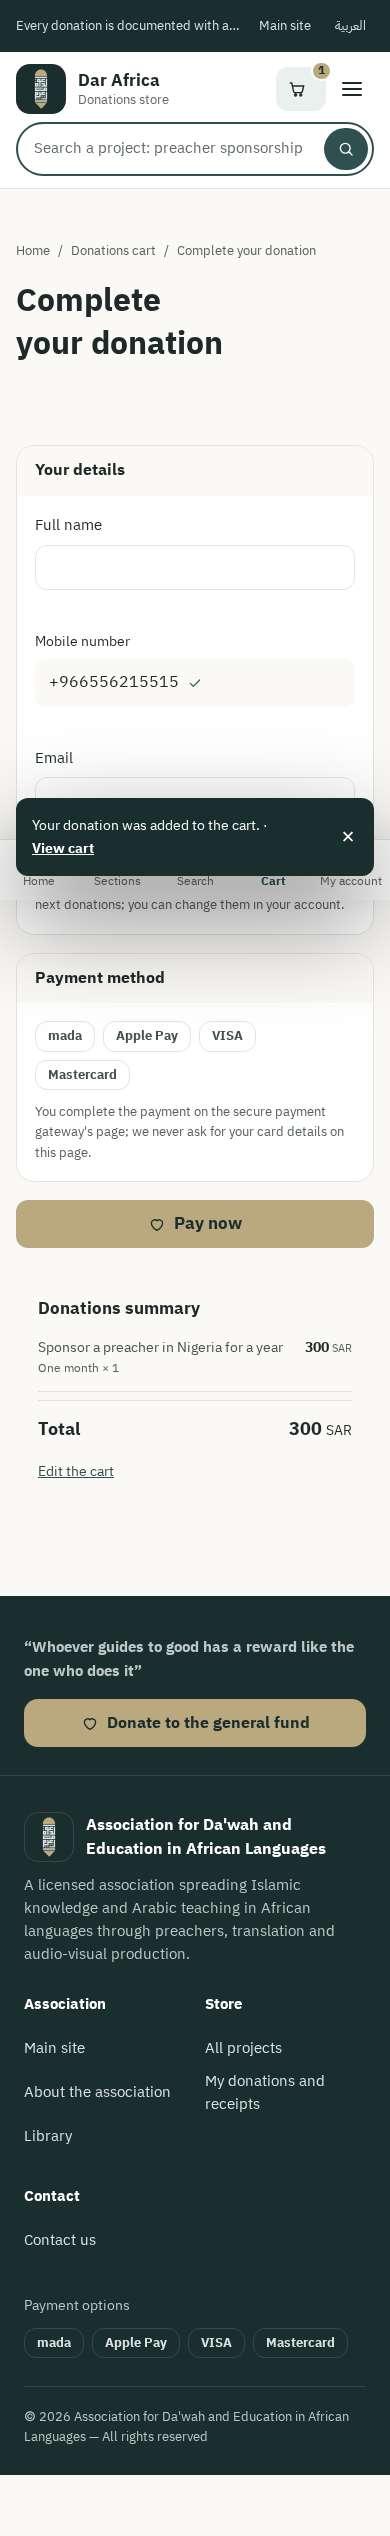 Every donation is documented with a…
Main site
العربية
Dar Africa
Donations store
1
Search a project: preacher sponsorship
Home / Donations cart / Complete your donation
Complete
your donation
Your details
Full name
Mobile number
+966556215515
Email
Your donation was added to the cart. ·
View cart
Home
Sections
Search
Cart
My account
next donations; you can change them in your account.
Payment method
mada
Apple Pay
VISA
Mastercard
You complete the payment on the secure payment
gateway's page; we never ask for your card details on
this page.
Pay now
Donations summary
Sponsor a preacher in Nigeria for a year 300 SAR
One month × 1
Total 300 SAR
Edit the cart
“Whoever guides to good has a reward like the
one who does it”
Donate to the general fund
Association for Da'wah and
Education in African Languages
A licensed association spreading Islamic
knowledge and Arabic teaching in African
languages through preachers, translation and
audio-visual production.
Association
Main site
About the association
Library
Store
All projects
My donations and
receipts
Contact
Contact us
Payment options
mada
Apple Pay
VISA
Mastercard
© 2026 Association for Da'wah and Education in African
Languages — All rights reserved